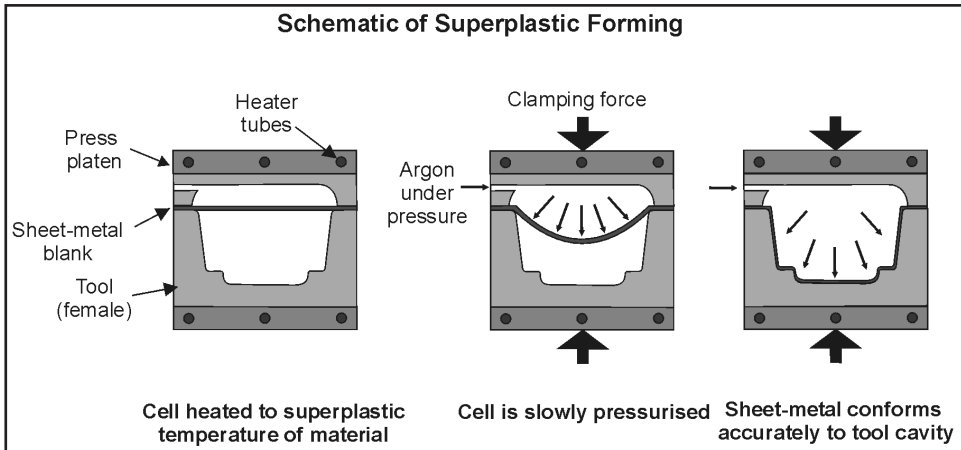 Schematic of Superplastic Forming
Heater
tubes
Press
platen
Sheet-metal
blank
Tool
(female)
Clamping force
Argon
under
pressure
Cell heated to superplastic
temperature of material
Cell is slowly pressurised
Sheet-metal conforms
accurately to tool cavity